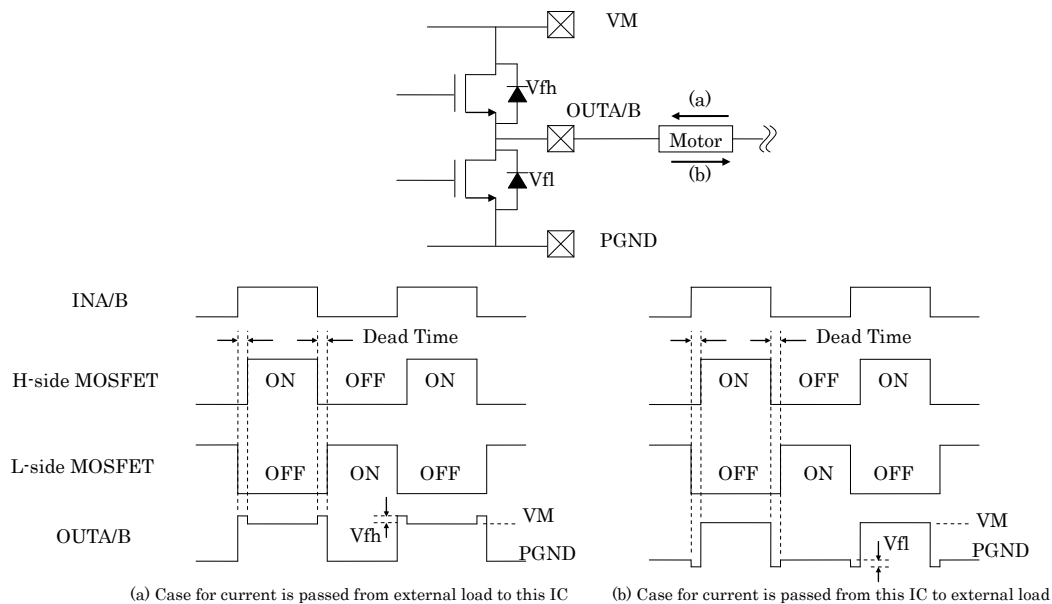 VM
Vfh
OUTA/B
(a)
Motor
(b)
Vfl
PGND
INA/B
Dead Time
Dead Time
H-side MOSFET
ON
OFF
ON
ON
OFF
ON
L-side MOSFET
OFF
ON
OFF
OFF
ON
OFF
OUTA/B
Vfh
VM
PGND
Vfl
VM
PGND
(a) Case for current is passed from external load to this IC
(b) Case for current is passed from this IC to external load